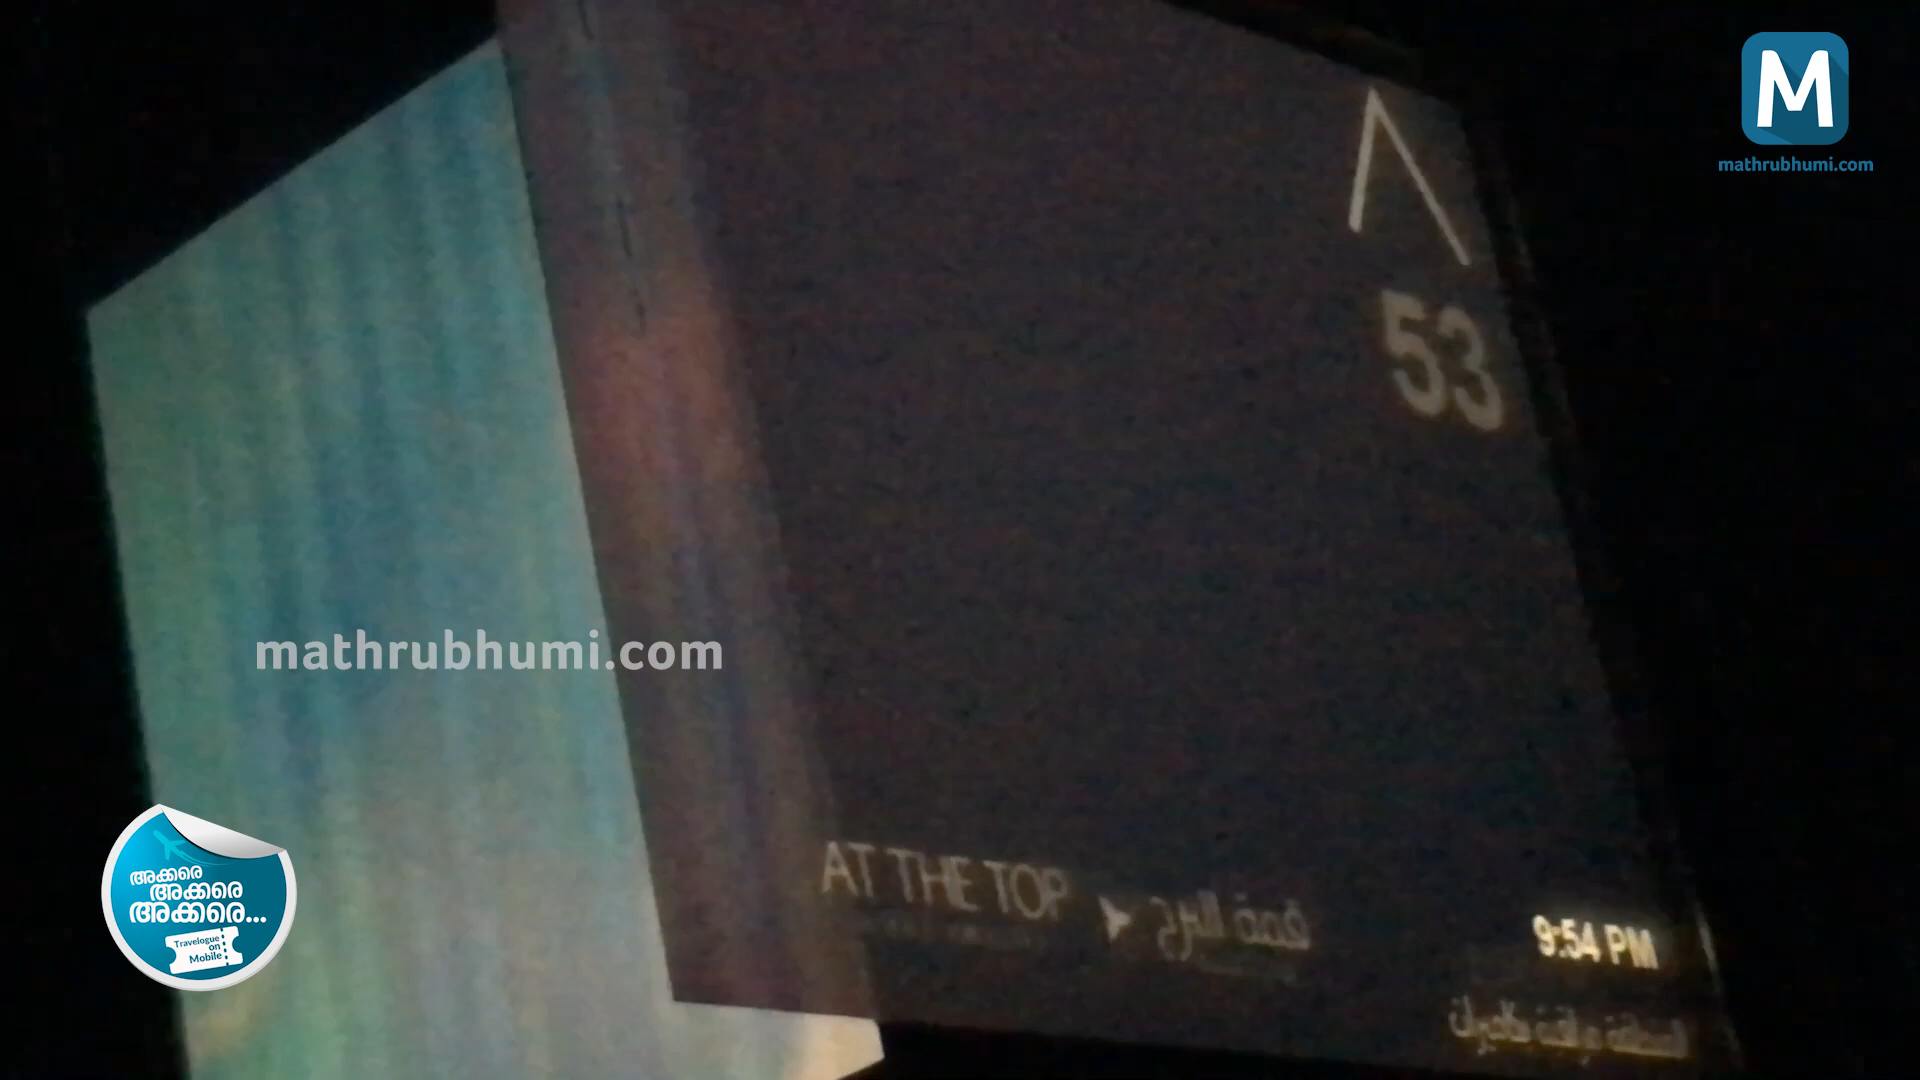 M
mathrubhumi.com
53
mathrubhumi.com
AT THE TOP قمة البرج
9:54 PM
അക്കരെ
അക്കരെ
അക്കരെ...
Travelogue
on
Mobile